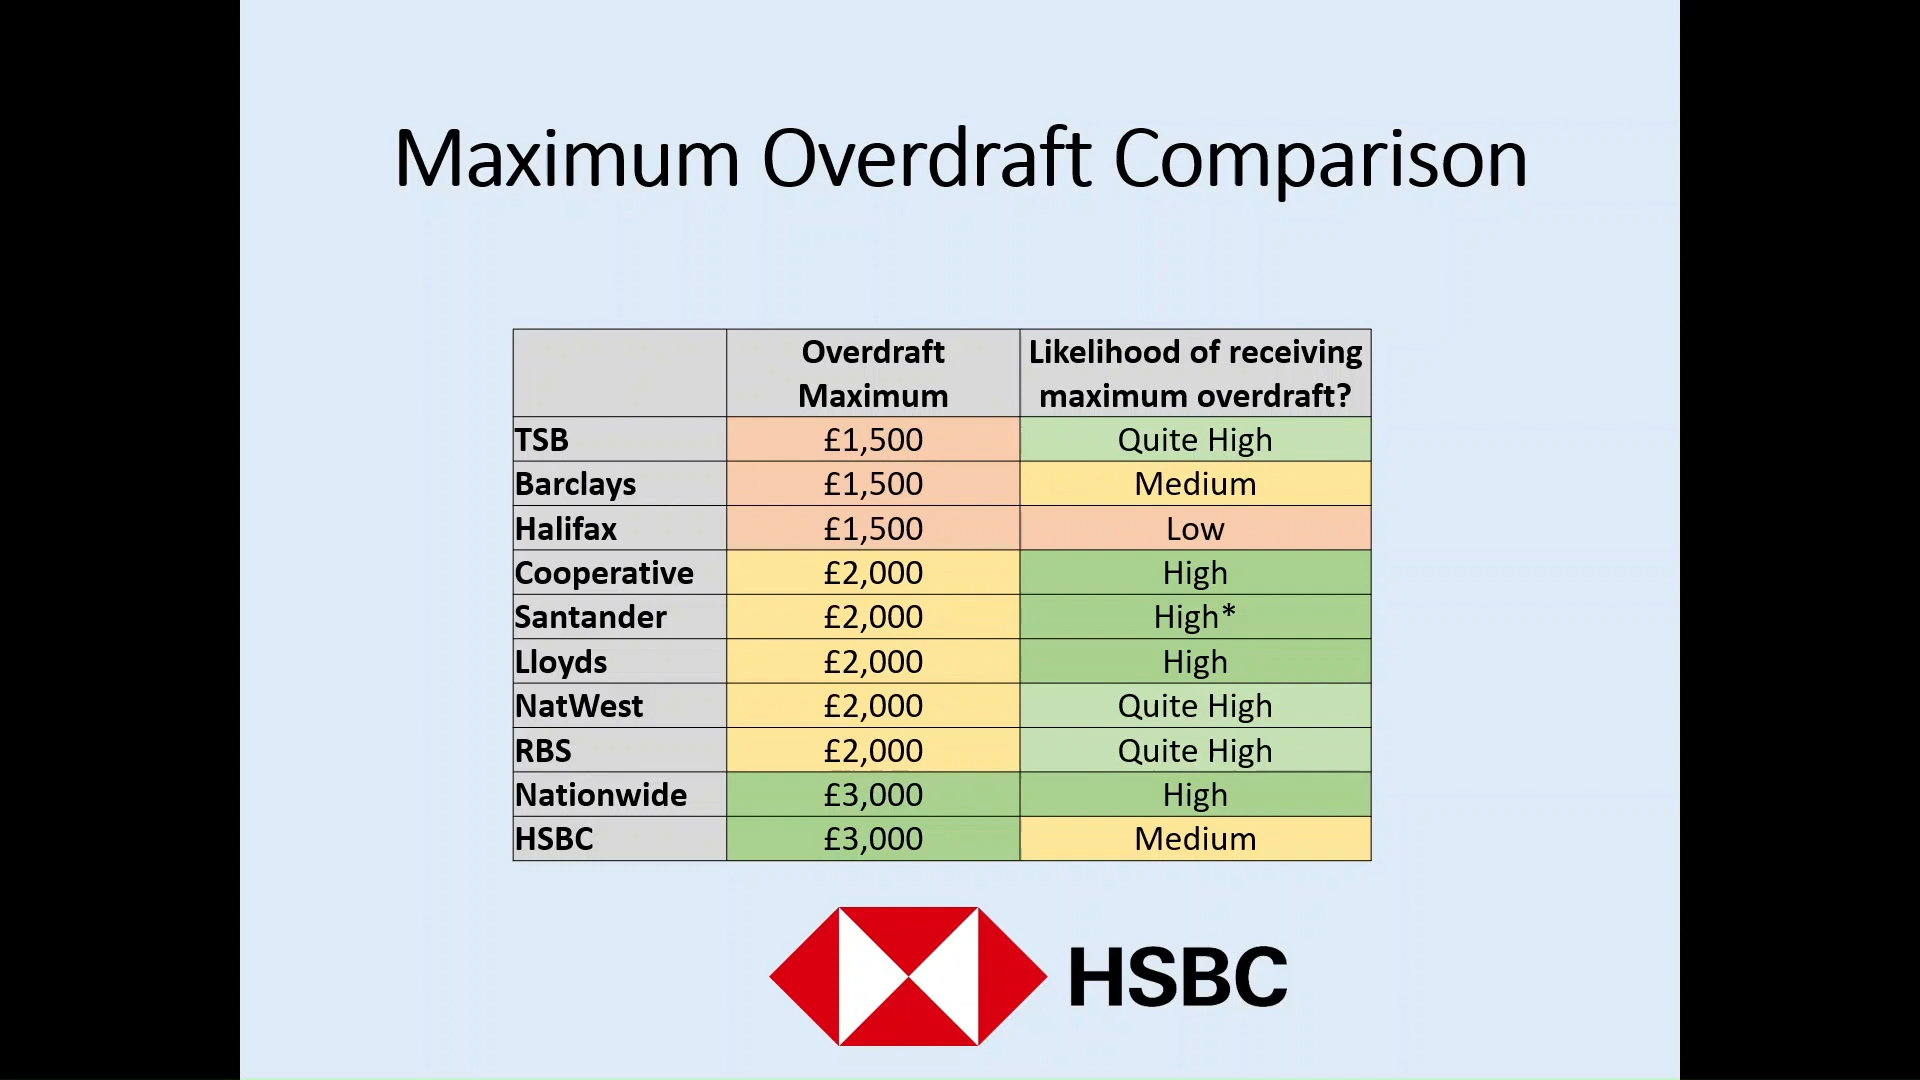 Maximum Overdraft Comparison
Overdraft Maximum
Likelihood of receiving maximum overdraft?
TSB £1,500 Quite High
Barclays £1,500 Medium
Halifax £1,500 Low
Cooperative £2,000 High
Santander £2,000 High*
Lloyds £2,000 High
NatWest £2,000 Quite High
RBS £2,000 Quite High
Nationwide £3,000 High
HSBC £3,000 Medium
HSBC